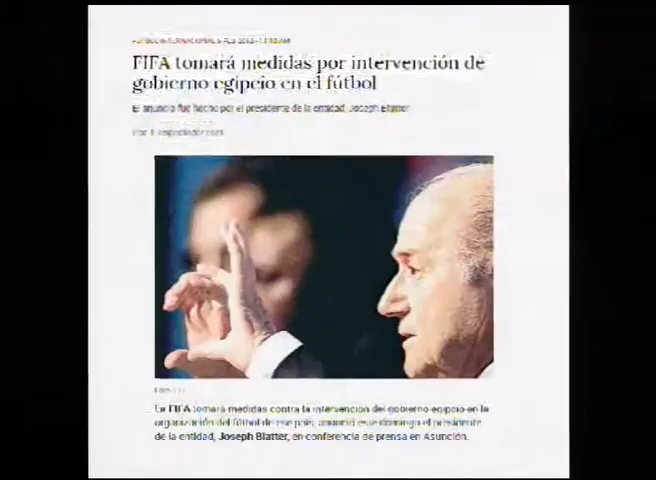 FIFA tomará medidas por intervención de
gobierno egipcio en el fútbol
El anuncio fue hecho por el presidente de la entidad, Joseph Blatter
Por:
La FIFA tomará medidas contra la intervención del gobierno egipcio en la
organización del fútbol de ese país, anunció este domingo el presidente
de la entidad, Joseph Blatter, en conferencia de prensa en Asunción.